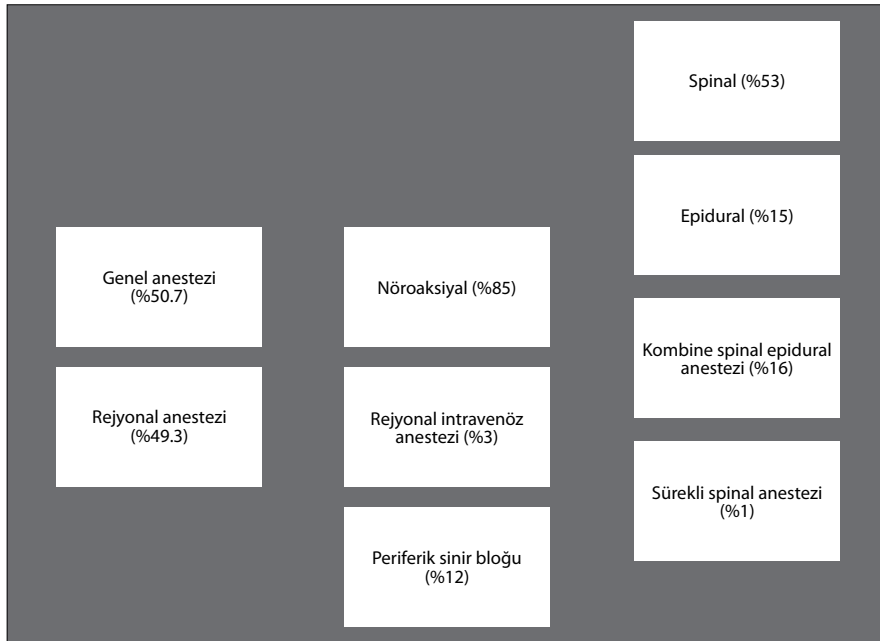 Genel anestezi
(%50.7)
Rejyonal anestezi
(%49.3)
Nöroaksiyal (%85)
Rejyonal intravenöz
anestezi (%3)
Periferik sinir bloğu
(%12)
Spinal (%53)
Epidural (%15)
Kombine spinal epidural
anestezi (%16)
Sürekli spinal anestezi
(%1)